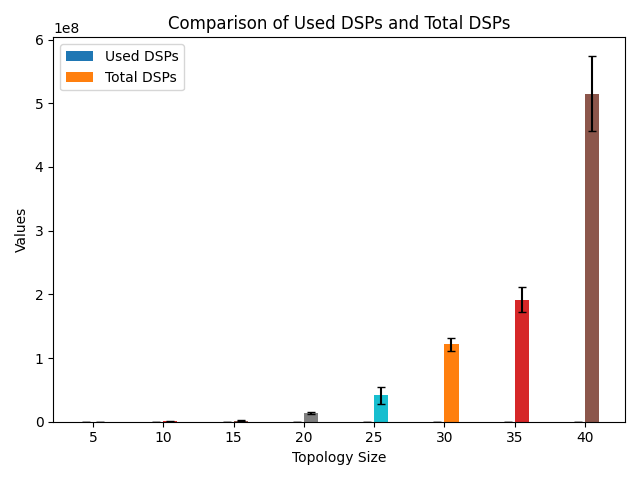 Comparison of Used DSPs and Total DSPs
1e8
Used DSPs
Total DSPs
6
5
4
3
2
1
0
Values
5 10 15 20 25 30 35 40
Topology Size